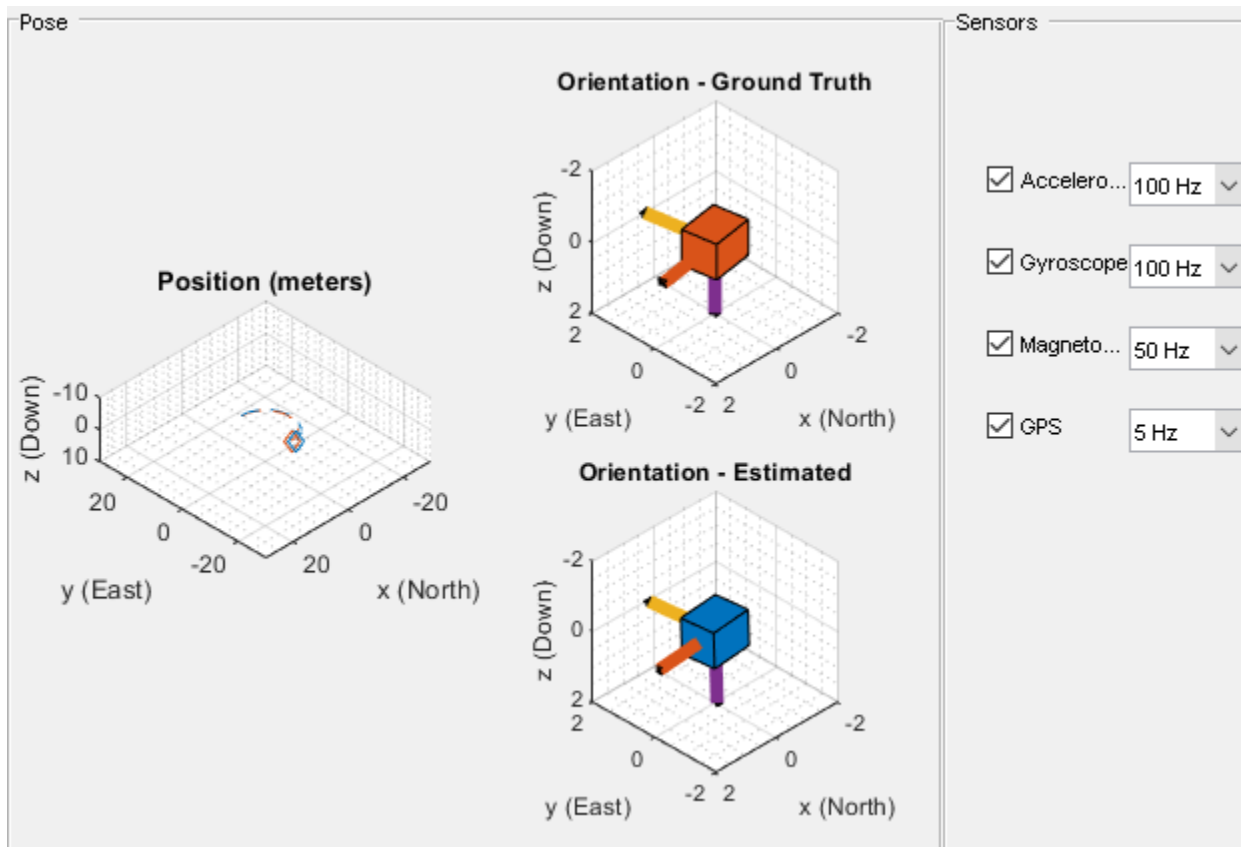 Pose
Position (meters)
-10
0
10
z (Down)
20
0
-20
y (East)
-20
0
20
x (North)
Orientation - Ground Truth
-2
0
2
z (Down)
2
0
-2
y (East)
-2
0
2
x (North)
Orientation - Estimated
-2
0
2
z (Down)
2
0
-2
y (East)
-2
0
2
x (North)
Sensors
Accelero... 100 Hz
Gyroscope 100 Hz
Magneto... 50 Hz
GPS 5 Hz